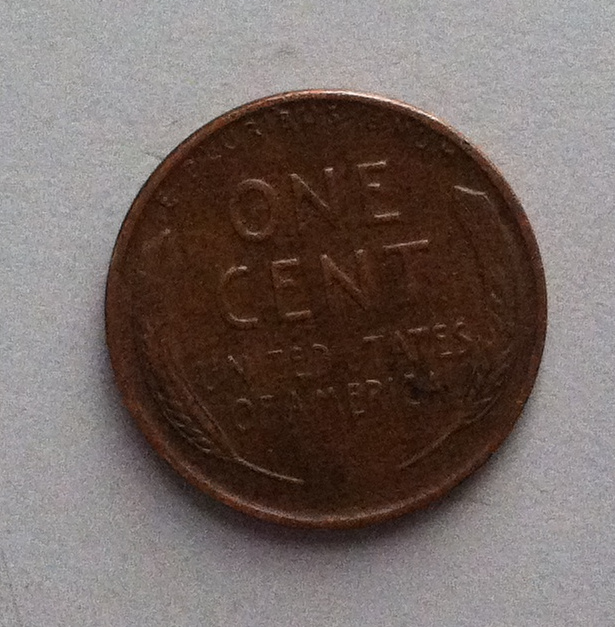 E PLURIBUS UNUM
ONE
CENT
UNITED STATES
OF AMERICA